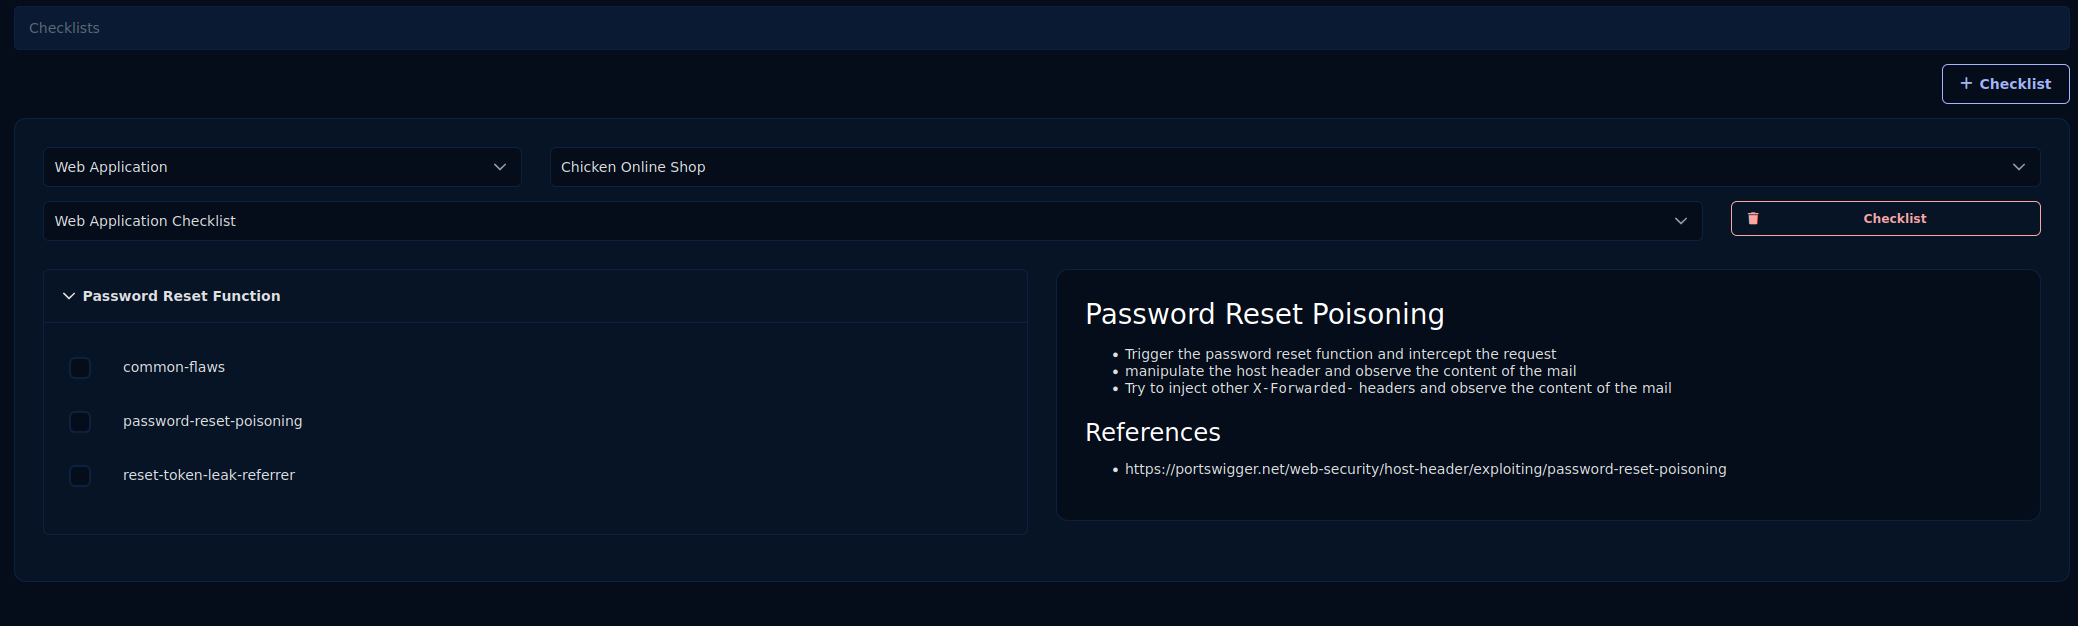 Checklists
+ Checklist
Web Application
Chicken Online Shop
Web Application Checklist
Checklist
Password Reset Function
common-flaws
password-reset-poisoning
reset-token-leak-referrer
Password Reset Poisoning
• Trigger the password reset function and intercept the request
• manipulate the host header and observe the content of the mail
• Try to inject other X-Forwarded- headers and observe the content of the mail
References
• https://portswigger.net/web-security/host-header/exploiting/password-reset-poisoning